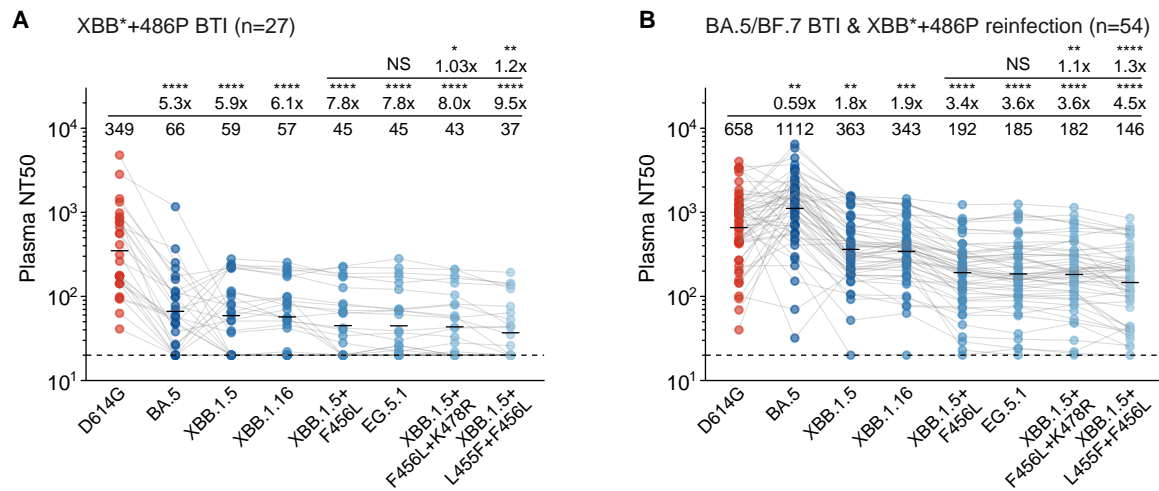 A XBB*+486P BTI (n=27)
NS * **
1.03x 1.2x
**** **** **** **** **** **** ****
5.3x 5.9x 6.1x 7.8x 7.8x 8.0x 9.5x
349 66 59 57 45 45 43 37
Plasma NT50
10^4
10^3
10^2
10^1
D614G
BA.5
XBB.1.5
XBB.1.16
XBB.1.5+
F456L
EG.5.1
XBB.1.5+
F456L+K478R
XBB.1.5+
L455F+F456L
B BA.5/BF.7 BTI & XBB*+486P reinfection (n=54)
NS ** ****
1.1x 1.3x
** ** *** **** **** **** ****
0.59x 1.8x 1.9x 3.4x 3.6x 3.6x 4.5x
658 1112 363 343 192 185 182 146
Plasma NT50
10^4
10^3
10^2
10^1
D614G
BA.5
XBB.1.5
XBB.1.16
XBB.1.5+
F456L
EG.5.1
XBB.1.5+
F456L+K478R
XBB.1.5+
L455F+F456L